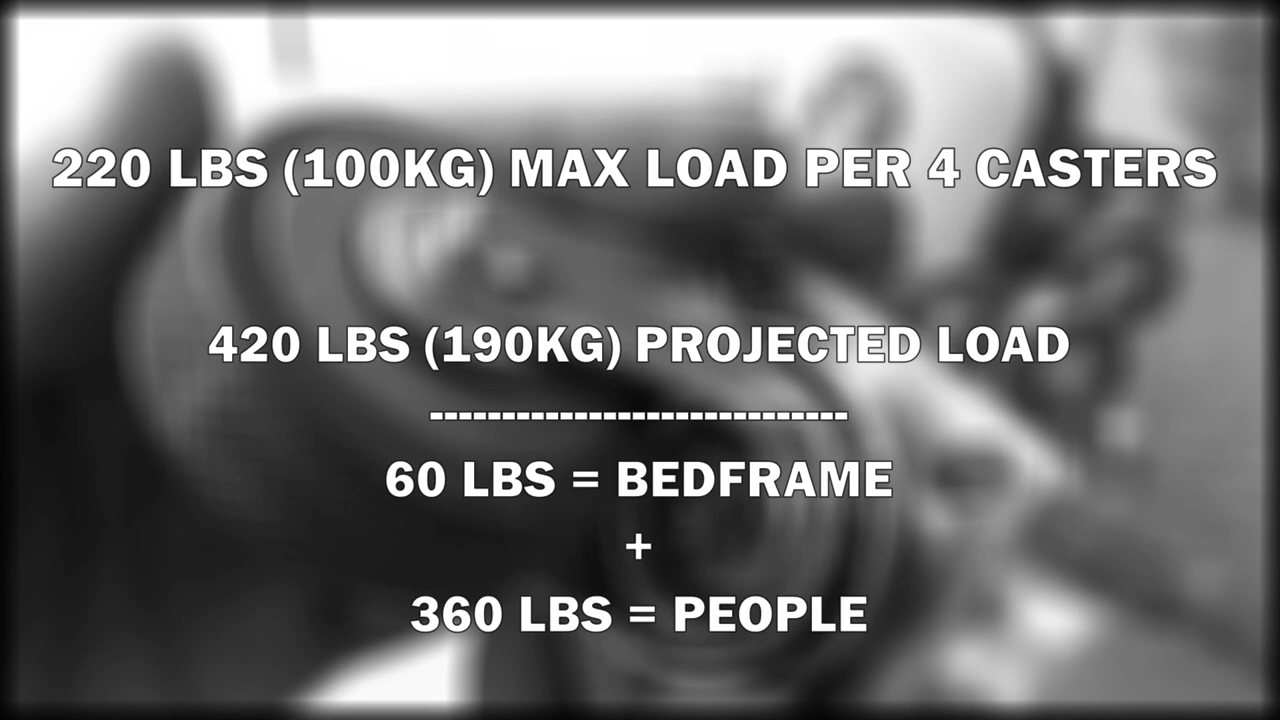 220 LBS (100KG) MAX LOAD PER 4 CASTERS
420 LBS (190KG) PROJECTED LOAD
-----------------------------
60 LBS = BEDFRAME
+
360 LBS = PEOPLE